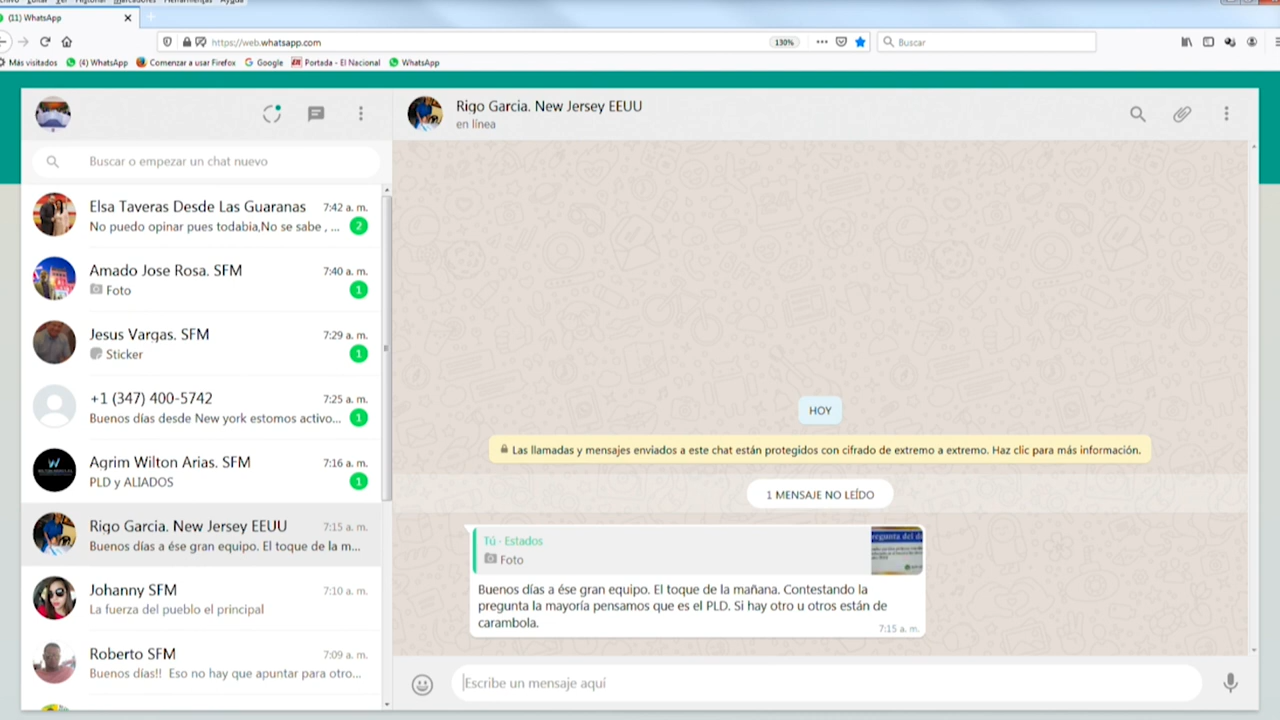 Archivo Editar Ver Historial Marcadores Herramientas Ayuda
(11) WhatsApp
https://web.whatsapp.com
130%
Buscar
Más visitados
(4) WhatsApp
Comenzar a usar Firefox
Google
Portada - El Nacional
WhatsApp
Rigo Garcia. New Jersey EEUU
en línea
Buscar o empezar un chat nuevo
Elsa Taveras Desde Las Guaranas 7:42 a. m.
No puedo opinar pues todabia,No se sabe , ... 2
Amado Jose Rosa. SFM 7:40 a. m.
Foto 1
Jesus Vargas. SFM 7:29 a. m.
Sticker 1
+1 (347) 400-5742 7:25 a. m.
Buenos días desde New york estomos activo... 1
Agrim Wilton Arias. SFM 7:16 a. m.
PLD y ALIADOS 1
Rigo Garcia. New Jersey EEUU 7:15 a. m.
Buenos días a ése gran equipo. El toque de la m...
Johanny SFM 7:10 a. m.
La fuerza del pueblo el principal
Roberto SFM 7:09 a. m.
Buenos días!! Eso no hay que apuntar para otro...
HOY
Las llamadas y mensajes enviados a este chat están protegidos con cifrado de extremo a extremo. Haz clic para más información.
1 MENSAJE NO LEÍDO
Tú · Estados
Foto
Buenos días a ése gran equipo. El toque de la mañana. Contestando la
pregunta la mayoría pensamos que es el PLD. Si hay otro u otros están de
carambola.
7:15 a. m.
Escribe un mensaje aquí